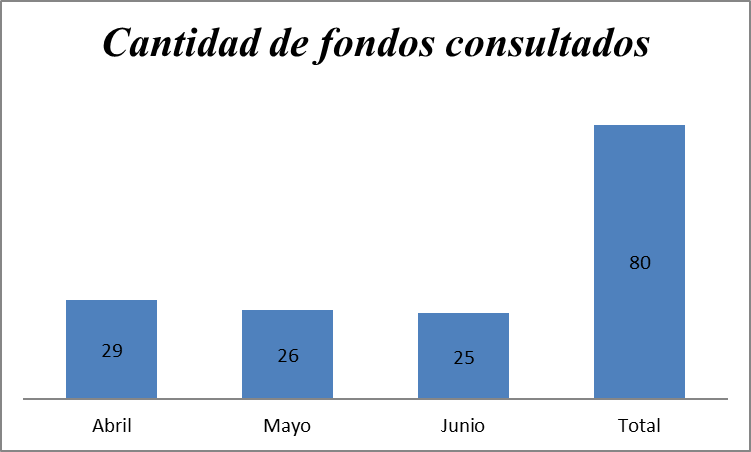 Cantidad de fondos consultados
80
29
26
25
Abril
Mayo
Junio
Total